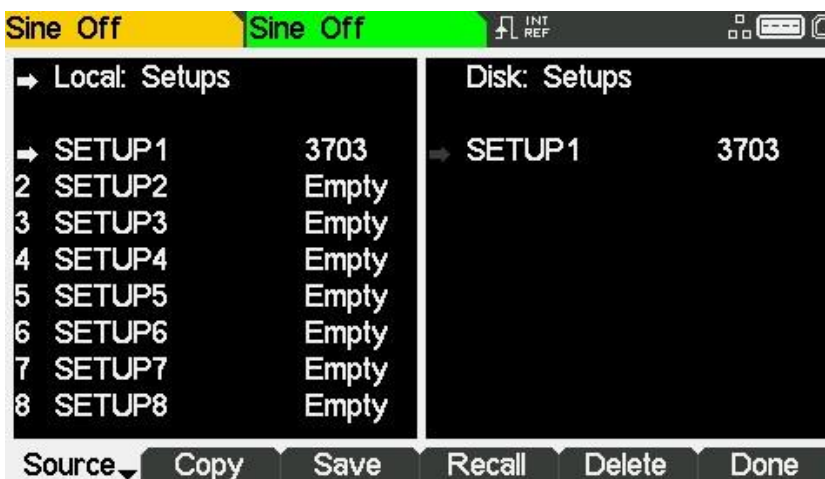 Sine Off Sine Off INT REF
Local: Setups Disk: Setups
SETUP1 3703 SETUP1 3703
2 SETUP2 Empty
3 SETUP3 Empty
4 SETUP4 Empty
5 SETUP5 Empty
6 SETUP6 Empty
7 SETUP7 Empty
8 SETUP8 Empty
Source Copy Save Recall Delete Done